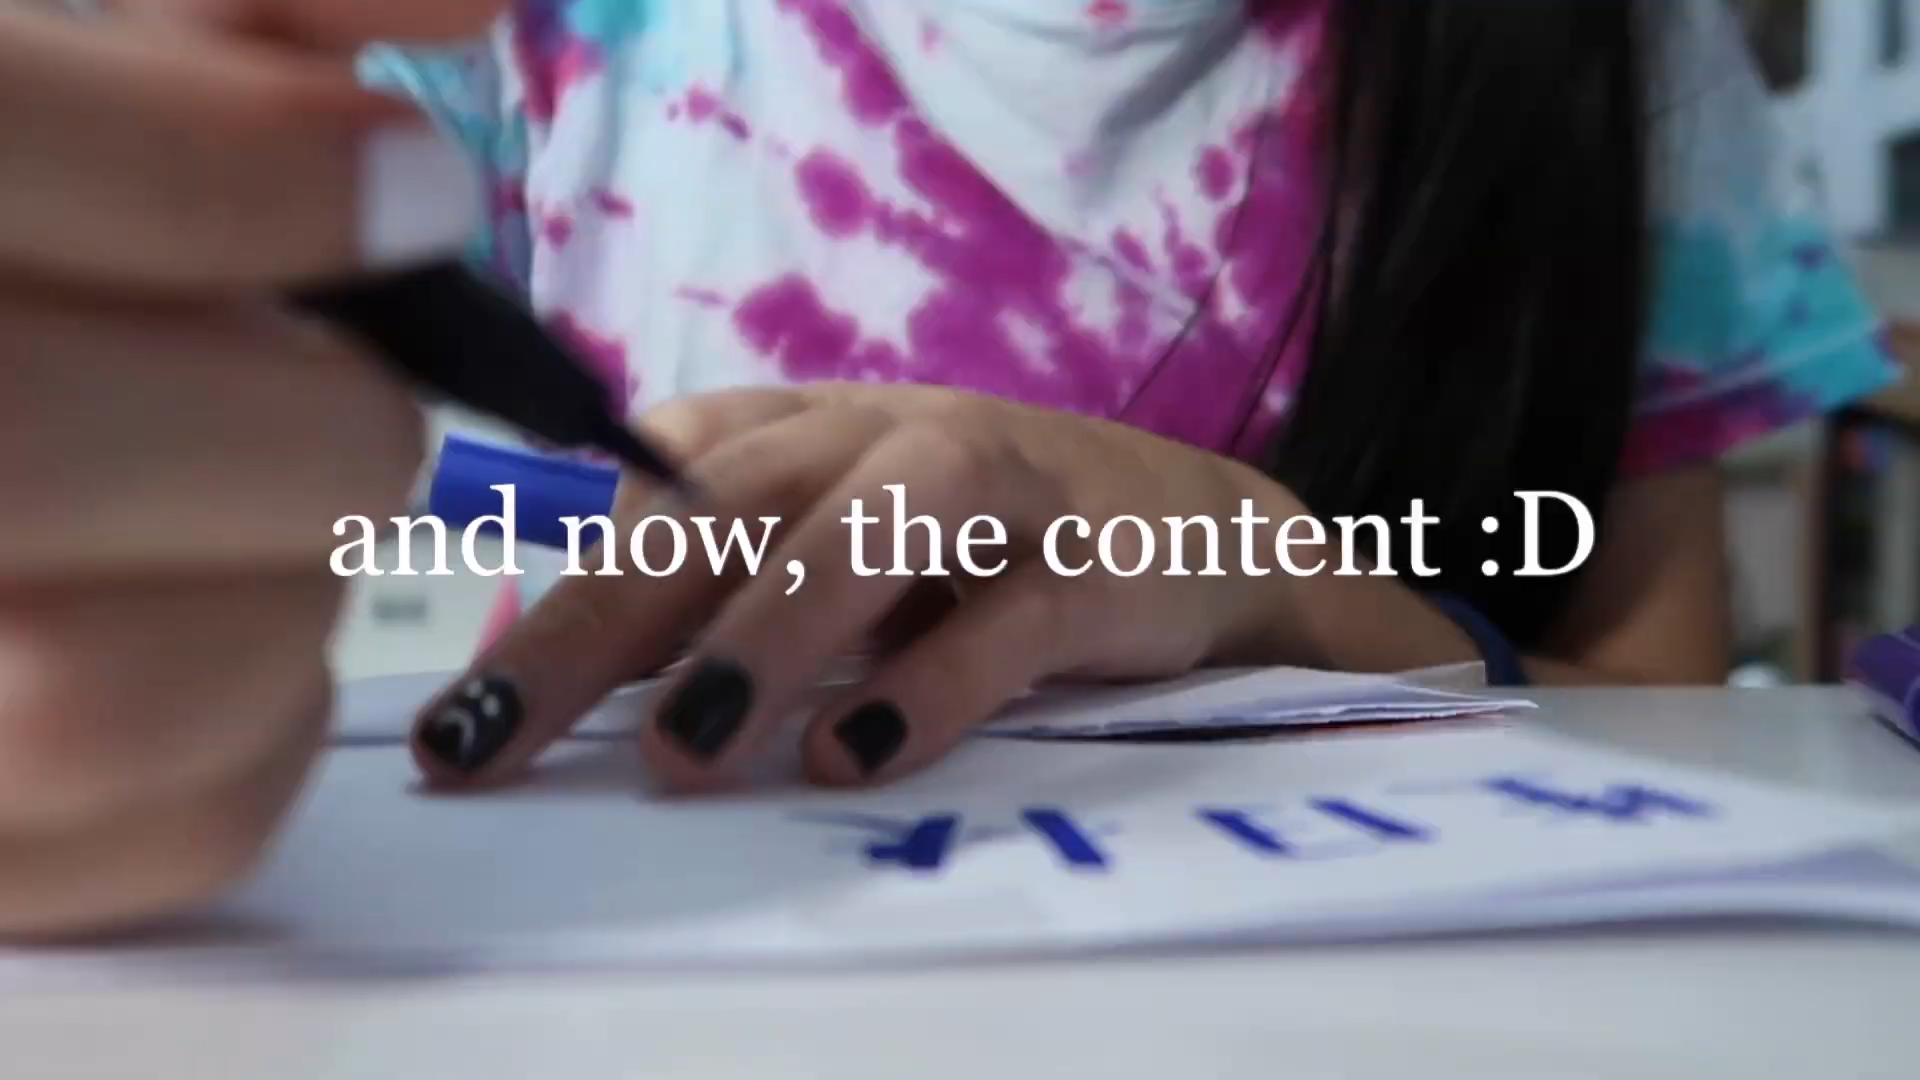 and now, the content :D